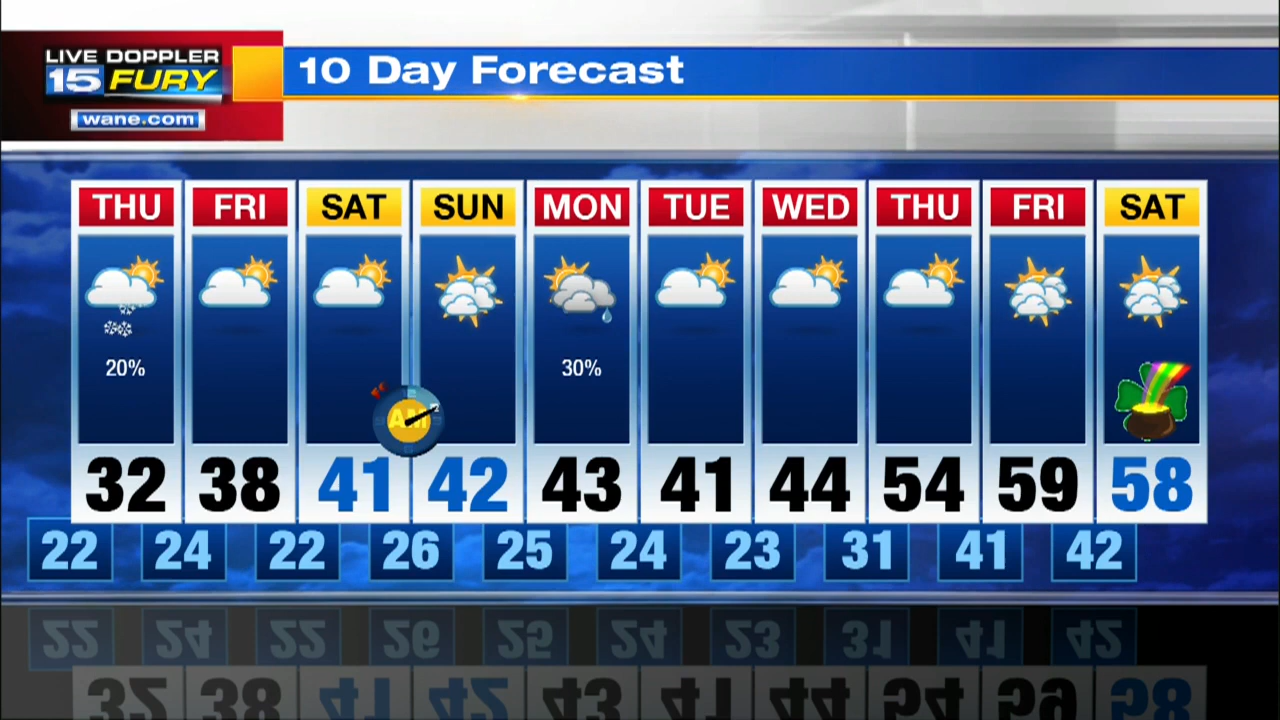 LIVE DOPPLER
15 FURY
wane.com
10 Day Forecast
THU FRI SAT SUN MON TUE WED THU FRI SAT
20% 30%
AM
32 38 41 42 43 41 44 54 59 58
22 24 22 26 25 24 23 31 41 42